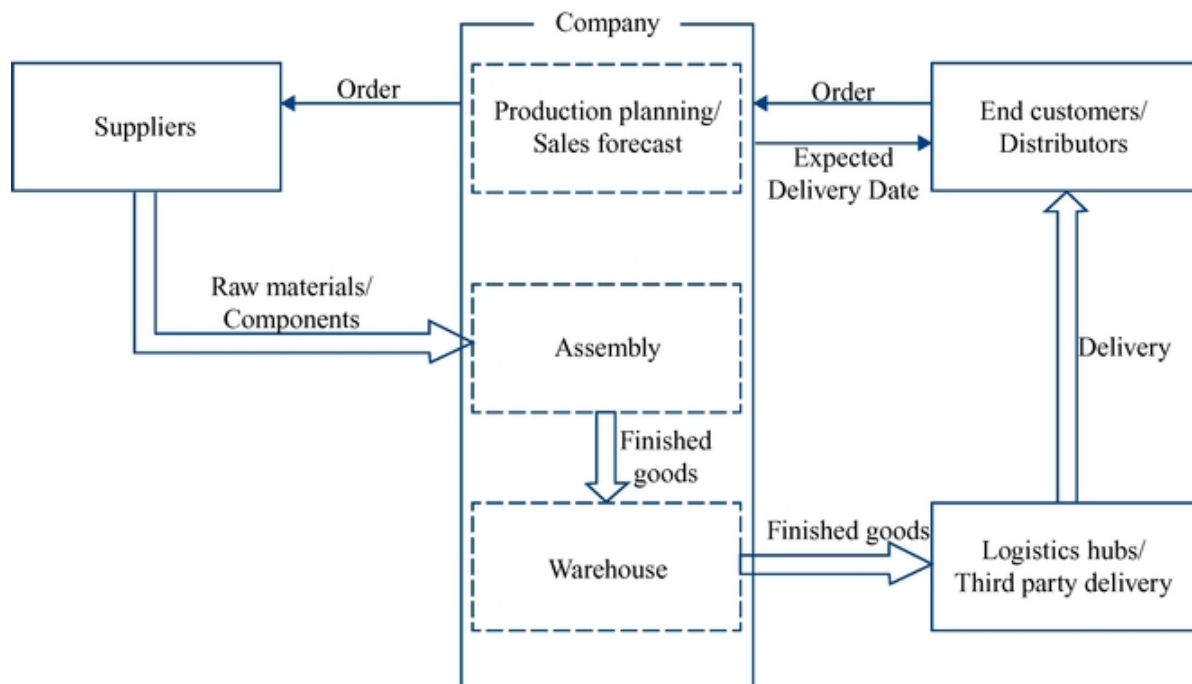 Company
Suppliers
Order
Production planning/
Sales forecast
Order
Expected
Delivery Date
End customers/
Distributors
Raw materials/
Components
Assembly
Finished
goods
Warehouse
Finished goods
Logistics hubs/
Third party delivery
Delivery